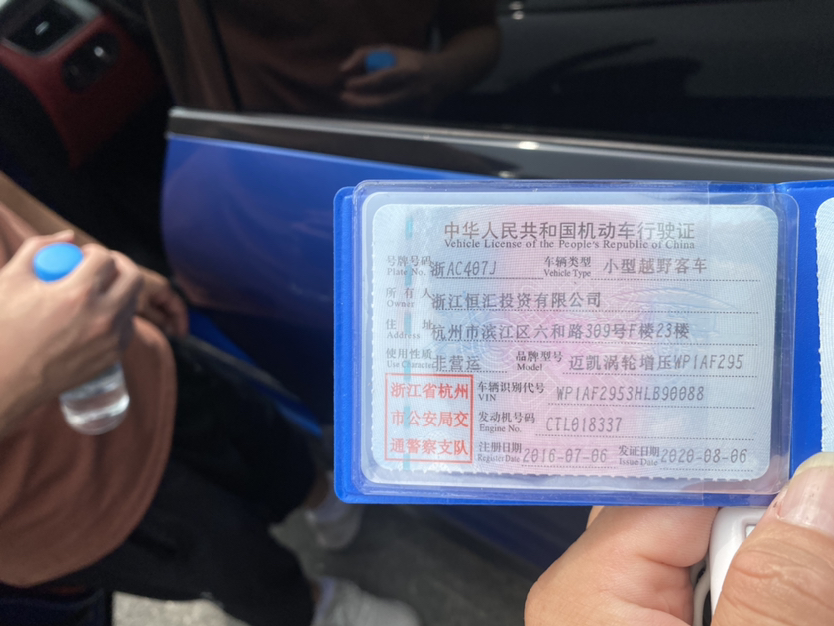 中华人民共和国机动车行驶证
Vehicle License of the People's Republic of China
号牌号码 浙AC407J 车辆类型 小型越野客车
Plate No. Vehicle Type
所有人 浙江恒汇投资有限公司
Owner
住址 杭州市滨江区六和路309号F楼23楼
Address
使用性质 非营运 品牌型号 迈凯涡轮增压WP1AF295
Use Character Model
浙江省杭州
市公安局交
通警察支队
车辆识别代号 WP1AF2953HLB90088
VIN
发动机号码 CTL018337
Engine No.
注册日期 2016-07-06 发证日期 2020-08-06
Register Date Issue Date